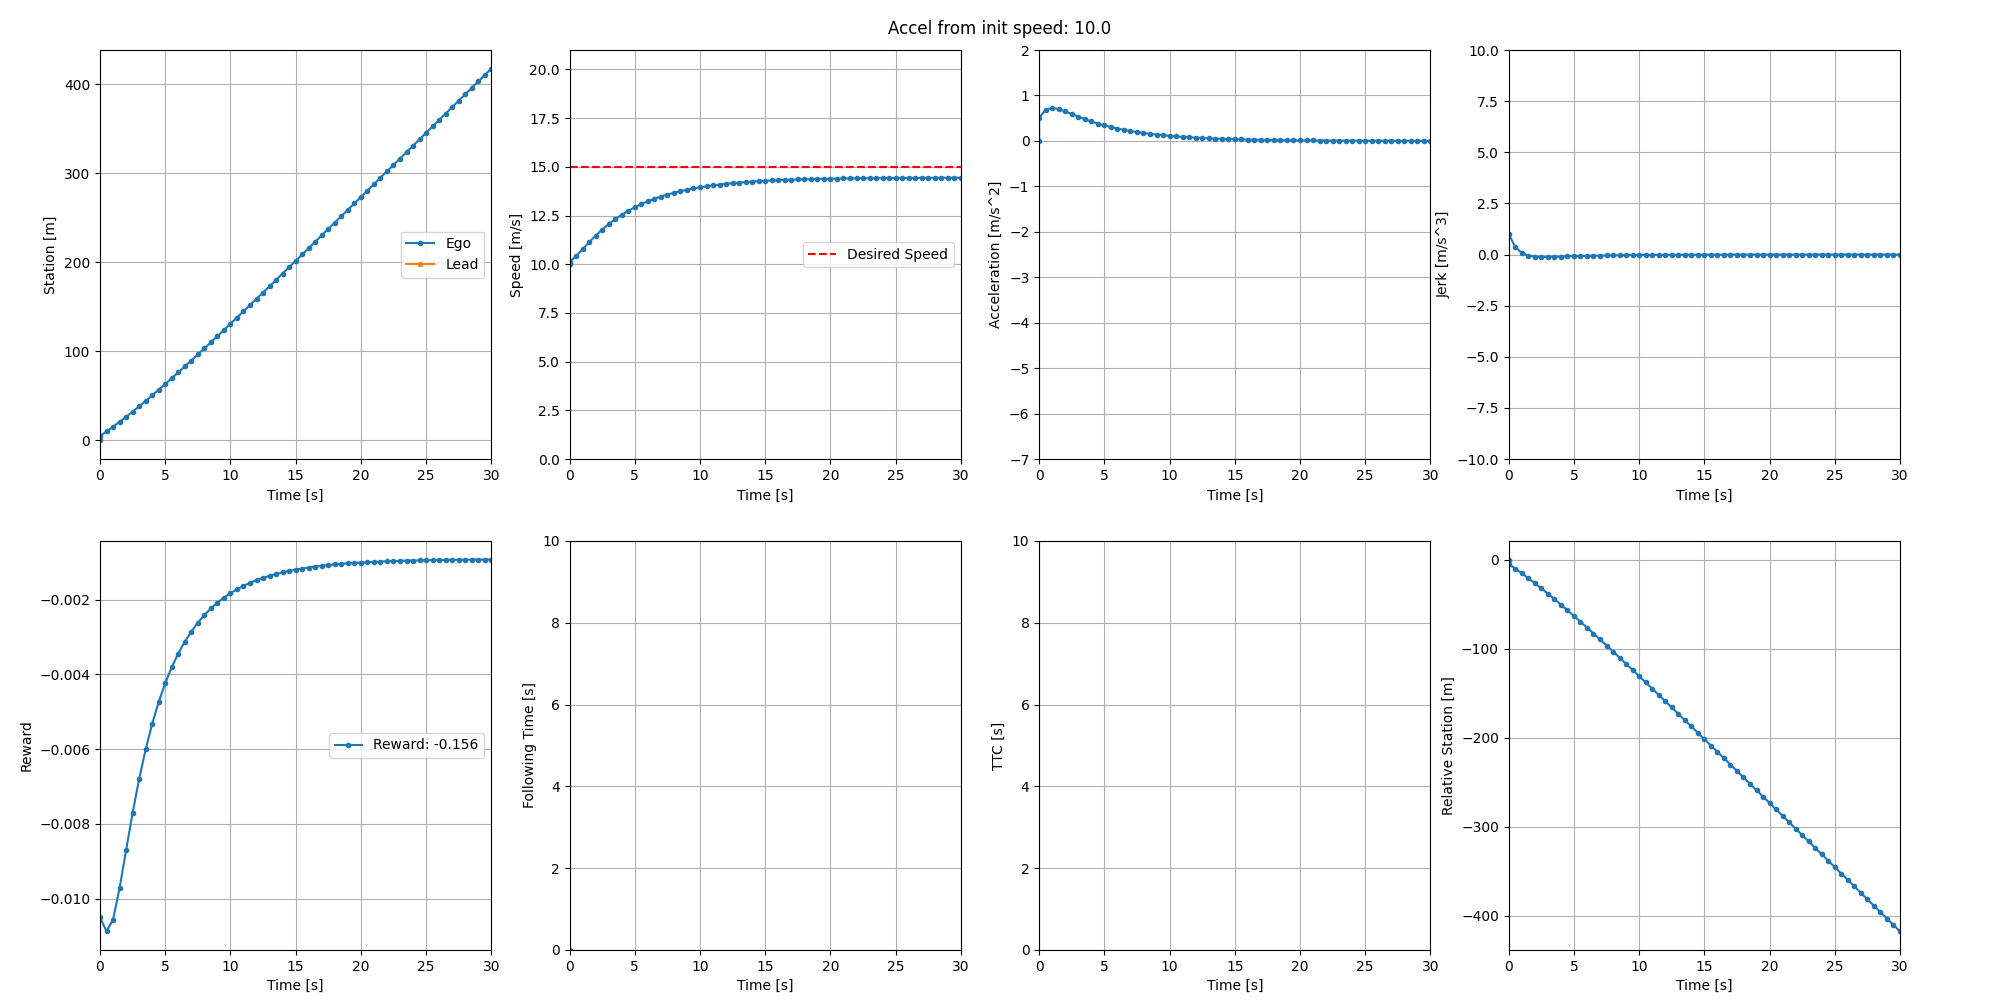 Accel from init speed: 10.0
Station [m]
400
300
200
100
0
Ego
Lead
0 5 10 15 20 25 30
Time [s]
Speed [m/s]
20.0
17.5
15.0
12.5
10.0
7.5
5.0
2.5
0.0
Desired Speed
0 5 10 15 20 25 30
Time [s]
Acceleration [m/s^2]
2
1
0
−1
−2
−3
−4
−5
−6
−7
0 5 10 15 20 25 30
Time [s]
Jerk [m/s^3]
10.0
7.5
5.0
2.5
0.0
−2.5
−5.0
−7.5
−10.0
0 5 10 15 20 25 30
Time [s]
Reward
−0.002
−0.004
−0.006
−0.008
−0.010
Reward: -0.156
0 5 10 15 20 25 30
Time [s]
Following Time [s]
10
8
6
4
2
0
0 5 10 15 20 25 30
Time [s]
TTC [s]
10
8
6
4
2
0
0 5 10 15 20 25 30
Time [s]
Relative Station [m]
0
−100
−200
−300
−400
0 5 10 15 20 25 30
Time [s]